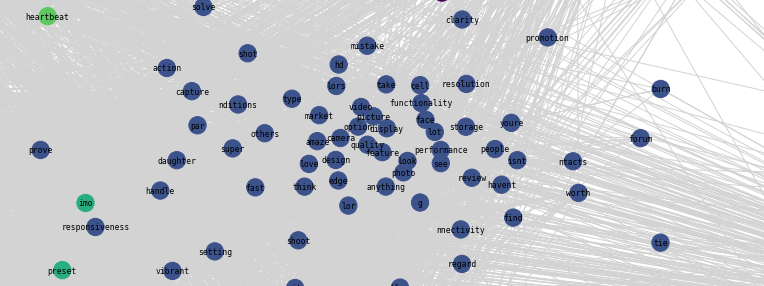 solve
heartbeat
clarity
promotion
mistake
shot
hd
action
take
cell
resolution
lors
burn
capture
type
nditions
video
functionality
market
picture
face
par
option
display
storage
youre
lot
others
amaze
camera
forum
quality
super
feature
performance
people
prove
daughter
design
look
see
isnt
ntacts
love
photo
edge
review
havent
fast
think
anything
handle
worth
imo
lor
g
find
responsiveness
nnectivity
shoot
tie
setting
regard
preset
vibrant